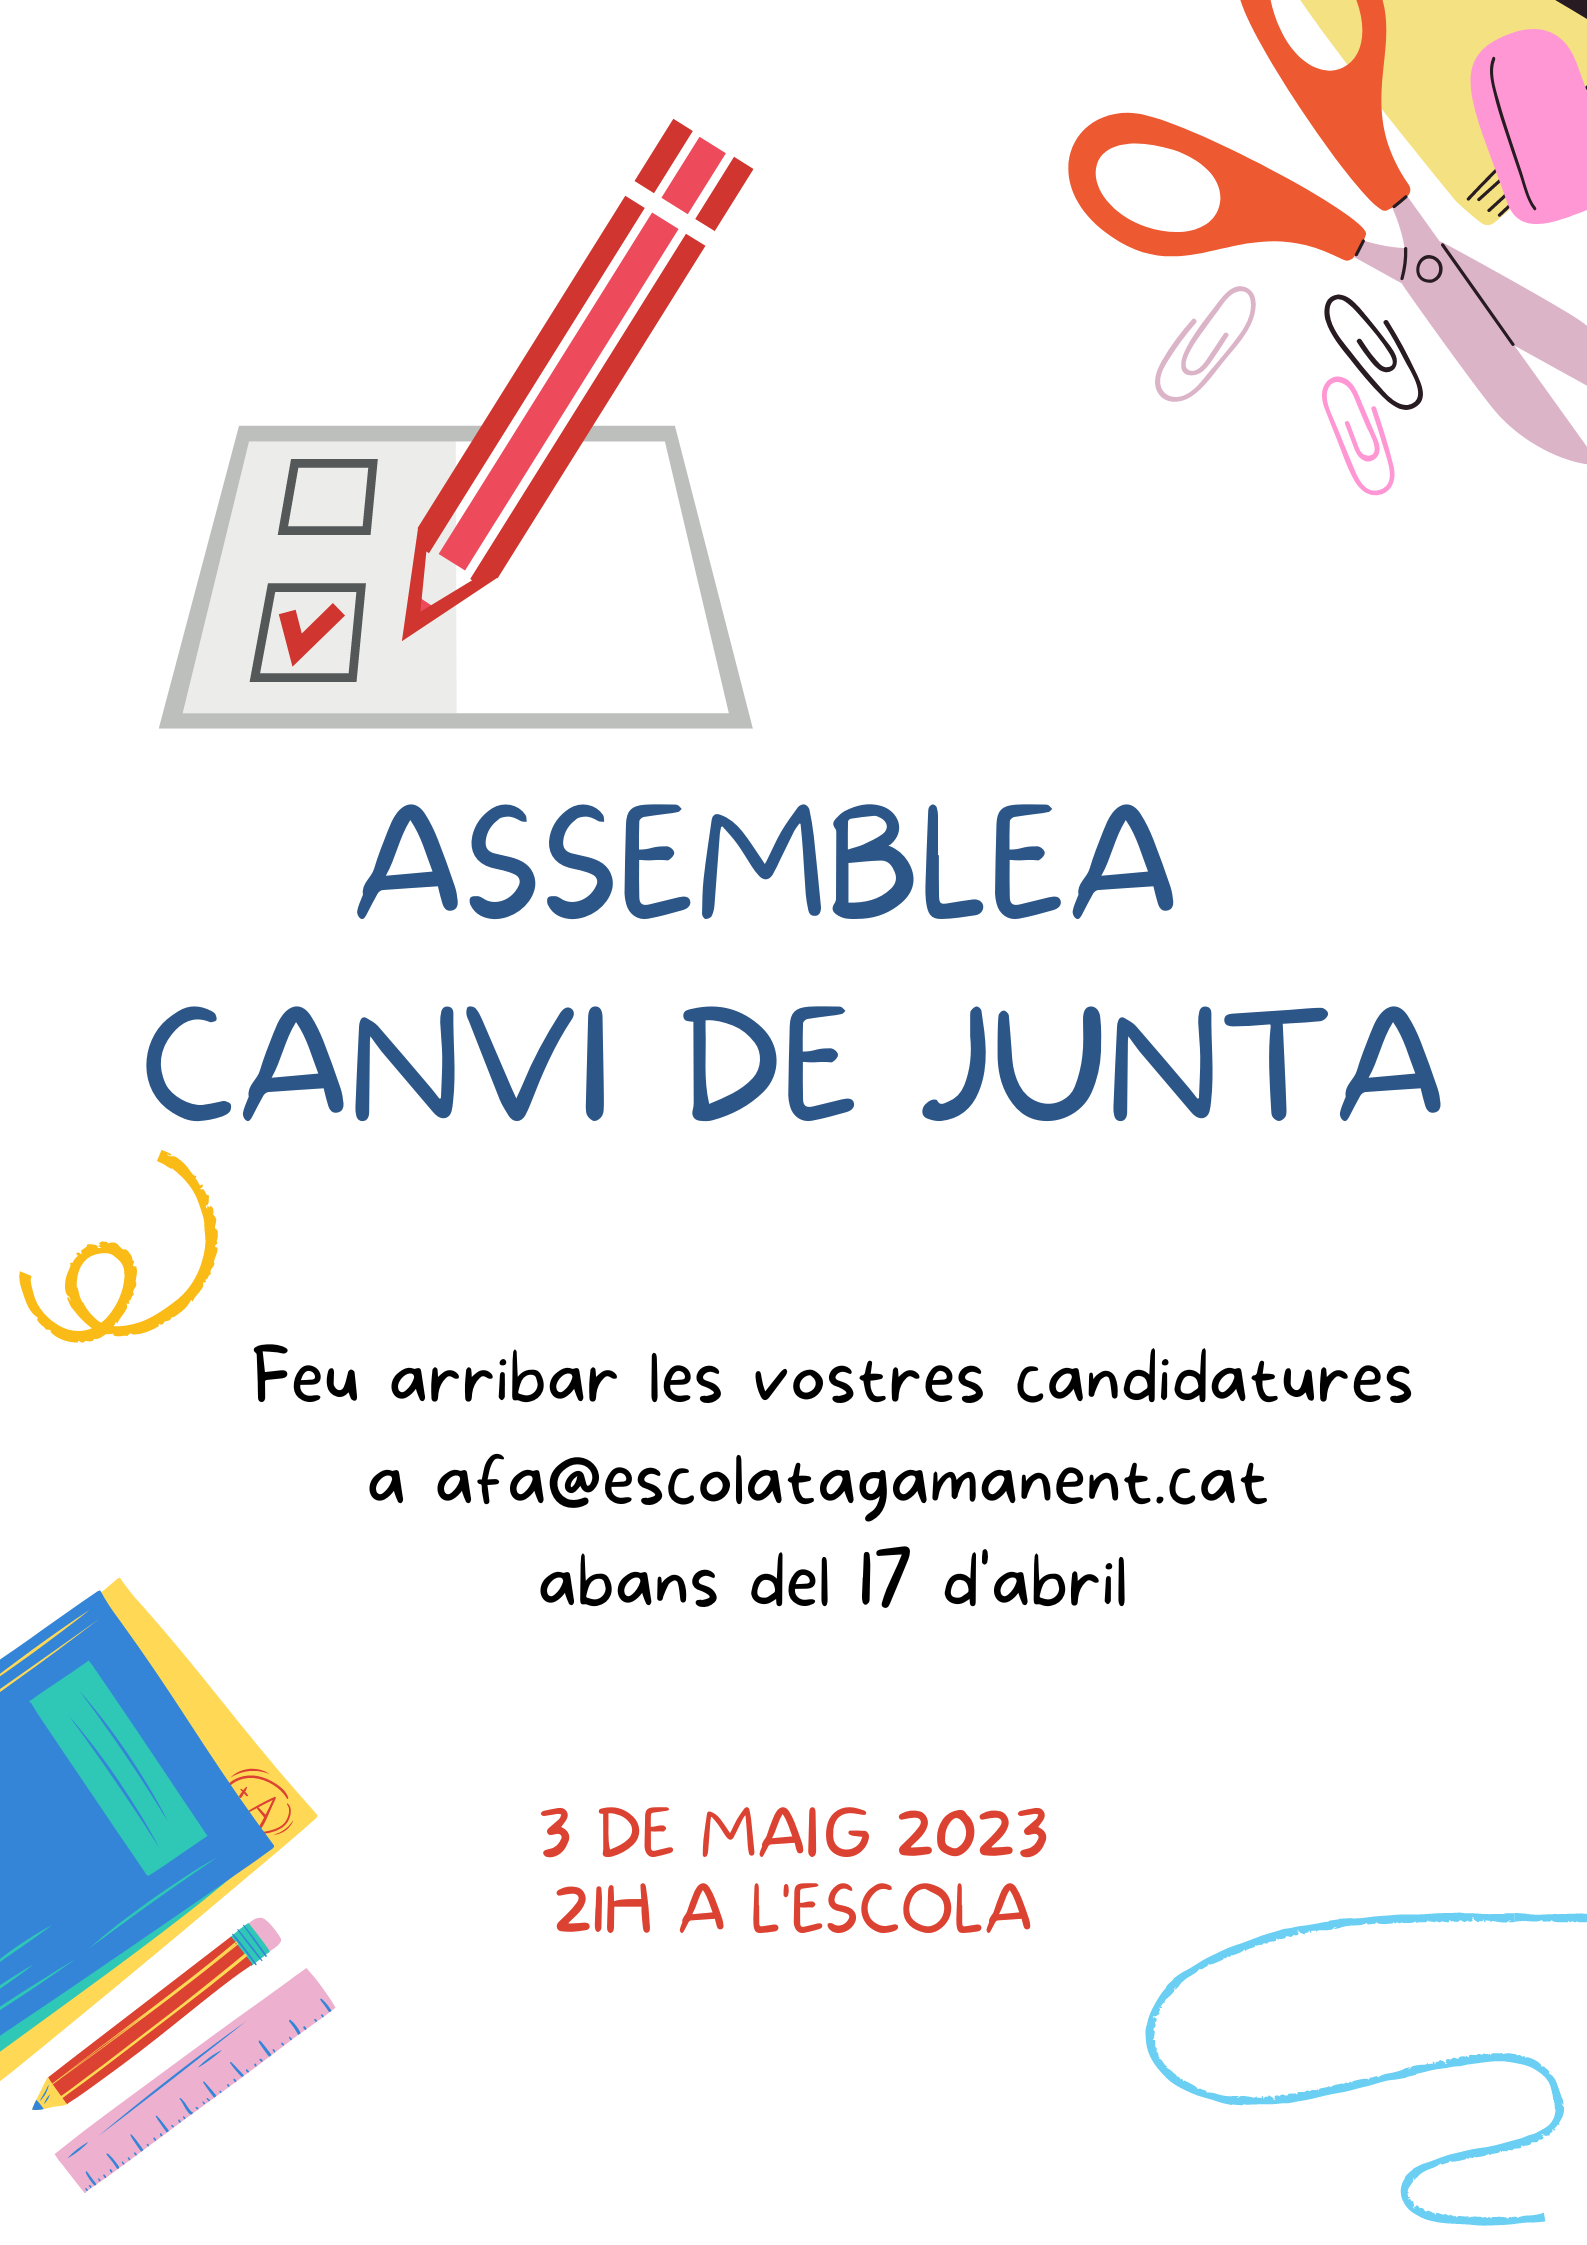 ASSEMBLEA
CANVI DE JUNTA
Feu arribar les vostres candidatures
a afa@escolatagamanent.cat
abans del 17 d'abril
A+
3 DE MAIG 2023
21H A L'ESCOLA